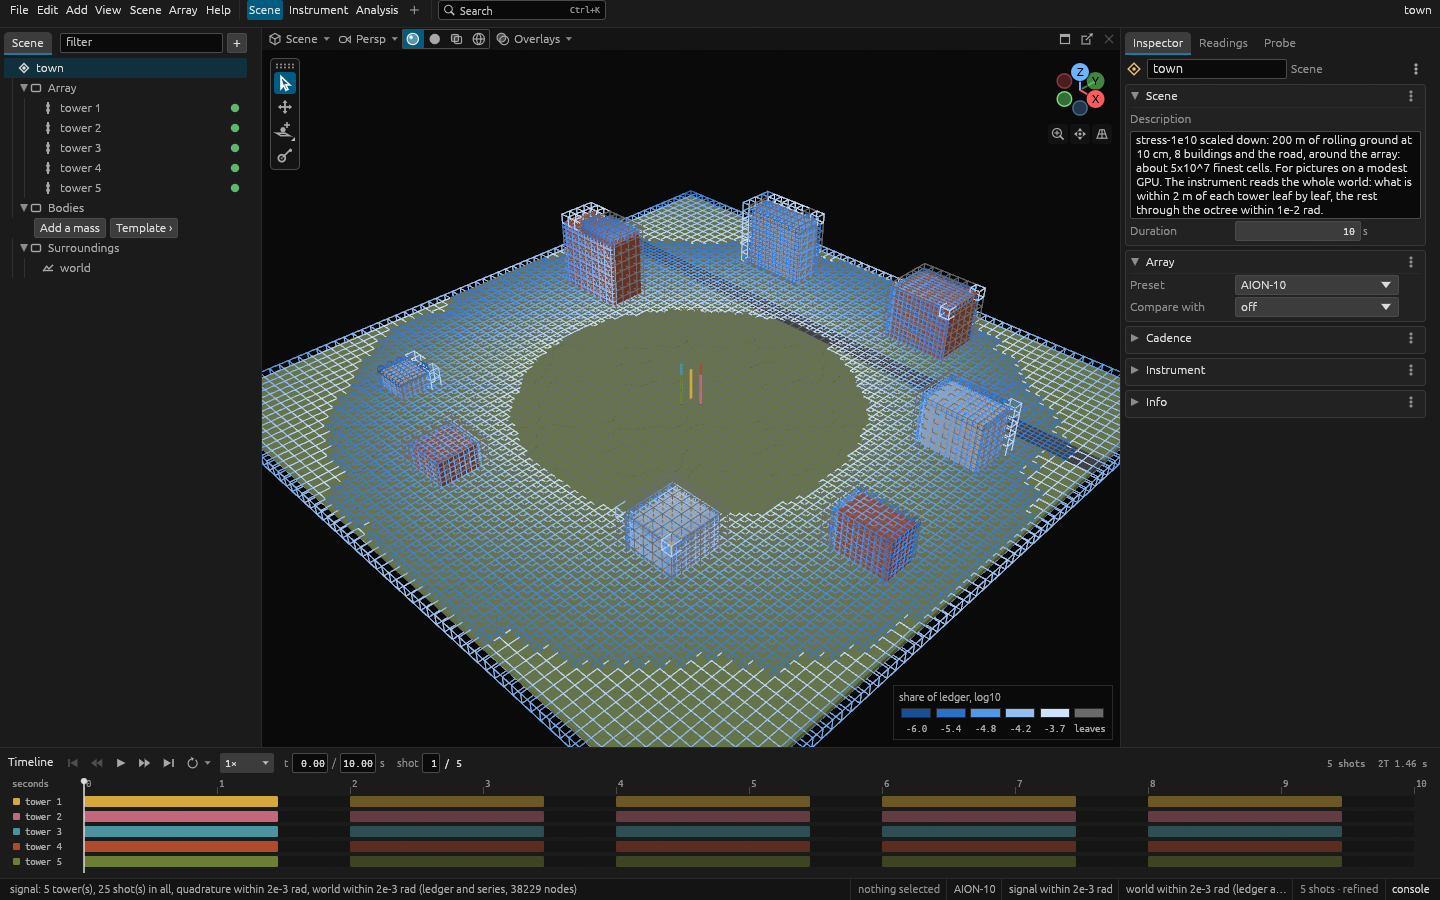 File Edit Add View Scene Array Help Scene Instrument Analysis + Search Ctrl+K town
Scene filter +
town
Array
tower 1
tower 2
tower 3
tower 4
tower 5
Bodies
Add a mass Template ›
Surroundings
world
Scene Persp Overlays
Z
Y
X
share of ledger, log10
-6.0 -5.4 -4.8 -4.2 -3.7 leaves
Inspector Readings Probe
town Scene
Scene
Description
stress-1e10 scaled down: 200 m of rolling ground at
10 cm, 8 buildings and the road, around the array:
about 5x10^7 finest cells. For pictures on a modest
GPU. The instrument reads the whole world: what is
within 2 m of each tower leaf by leaf, the rest
through the octree within 1e-2 rad.
Duration 10 s
Array
Preset AION-10
Compare with off
Cadence
Instrument
Info
Timeline 1× t 0.00 / 10.00 s shot 1 / 5 5 shots 2T 1.46 s
seconds 0 1 2 3 4 5 6 7 8 9 10
tower 1
tower 2
tower 3
tower 4
tower 5
signal: 5 tower(s), 25 shot(s) in all, quadrature within 2e-3 rad, world within 2e-3 rad (ledger and series, 38229 nodes) nothing selected AION-10 signal within 2e-3 rad world within 2e-3 rad (ledger a... 5 shots · refined console